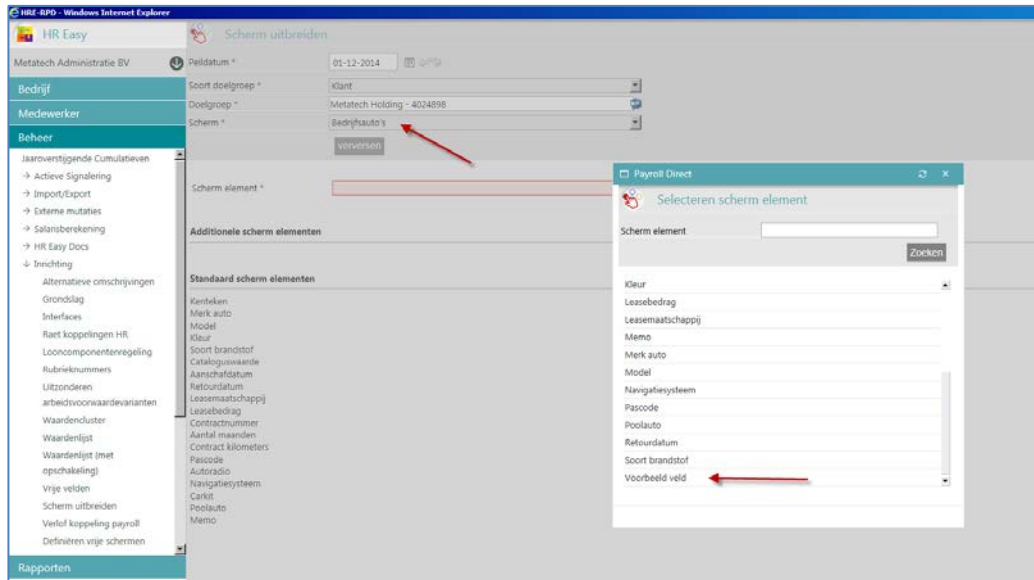 HRE-RPD - Windows Internet Explorer
HR Easy
Metatech Administratie BV
Bedrijf
Medewerker
Beheer
Jaaroverstijgende Cumulatieven
→ Actieve Signalering
→ Import/Export
→ Externe mutaties
→ Salarisberekening
→ HR Easy Docs
↓ Inrichting
Alternatieve omschrijvingen
Grondslag
Interfaces
Raet koppelingen HR
Looncomponentenregeling
Rubrieknummers
Uitzonderen
arbeidsvoorwaardevarianten
Waardencluster
Waardenlijst
Waardenlijst (met
opschakeling)
Vrije velden
Scherm uitbreiden
Verlof koppeling payroll
Definiëren vrije schermen
Rapporten
Scherm uitbreiden
Peildatum * 01-12-2014
Soort doelgroep * Klant
Doelgroep * Metatech Holding - 4024898
Scherm * Bedrijfsauto's
verversen
Scherm element *
Additionele scherm elementen
Standaard scherm elementen
Kenteken
Merk auto
Model
Kleur
Soort brandstof
Cataloguswaarde
Aanschafdatum
Retourdatum
Leasemaatschappij
Leasebedrag
Contractnummer
Aantal maanden
Contract kilometers
Pascode
Autoradio
Navigatiesysteem
Carkit
Poolauto
Memo
Payroll Direct
Selecteren scherm element
Scherm element
Zoeken
Kleur
Leasebedrag
Leasemaatschappij
Memo
Merk auto
Model
Navigatiesysteem
Pascode
Poolauto
Retourdatum
Soort brandstof
Voorbeeld veld